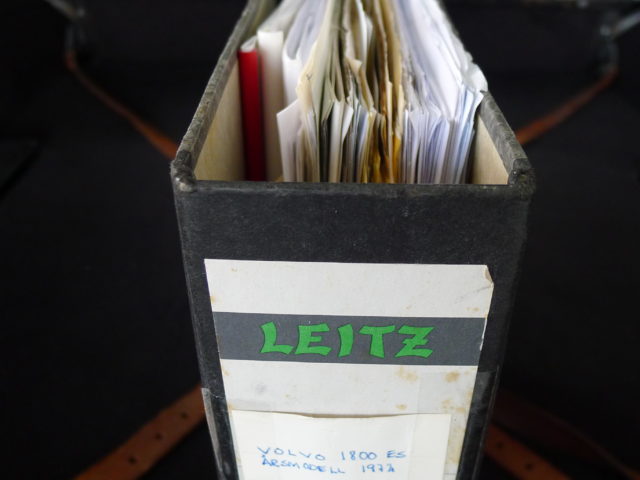 LEITZ
VOLVO 1800 ES
ÅRSMODELL 1972